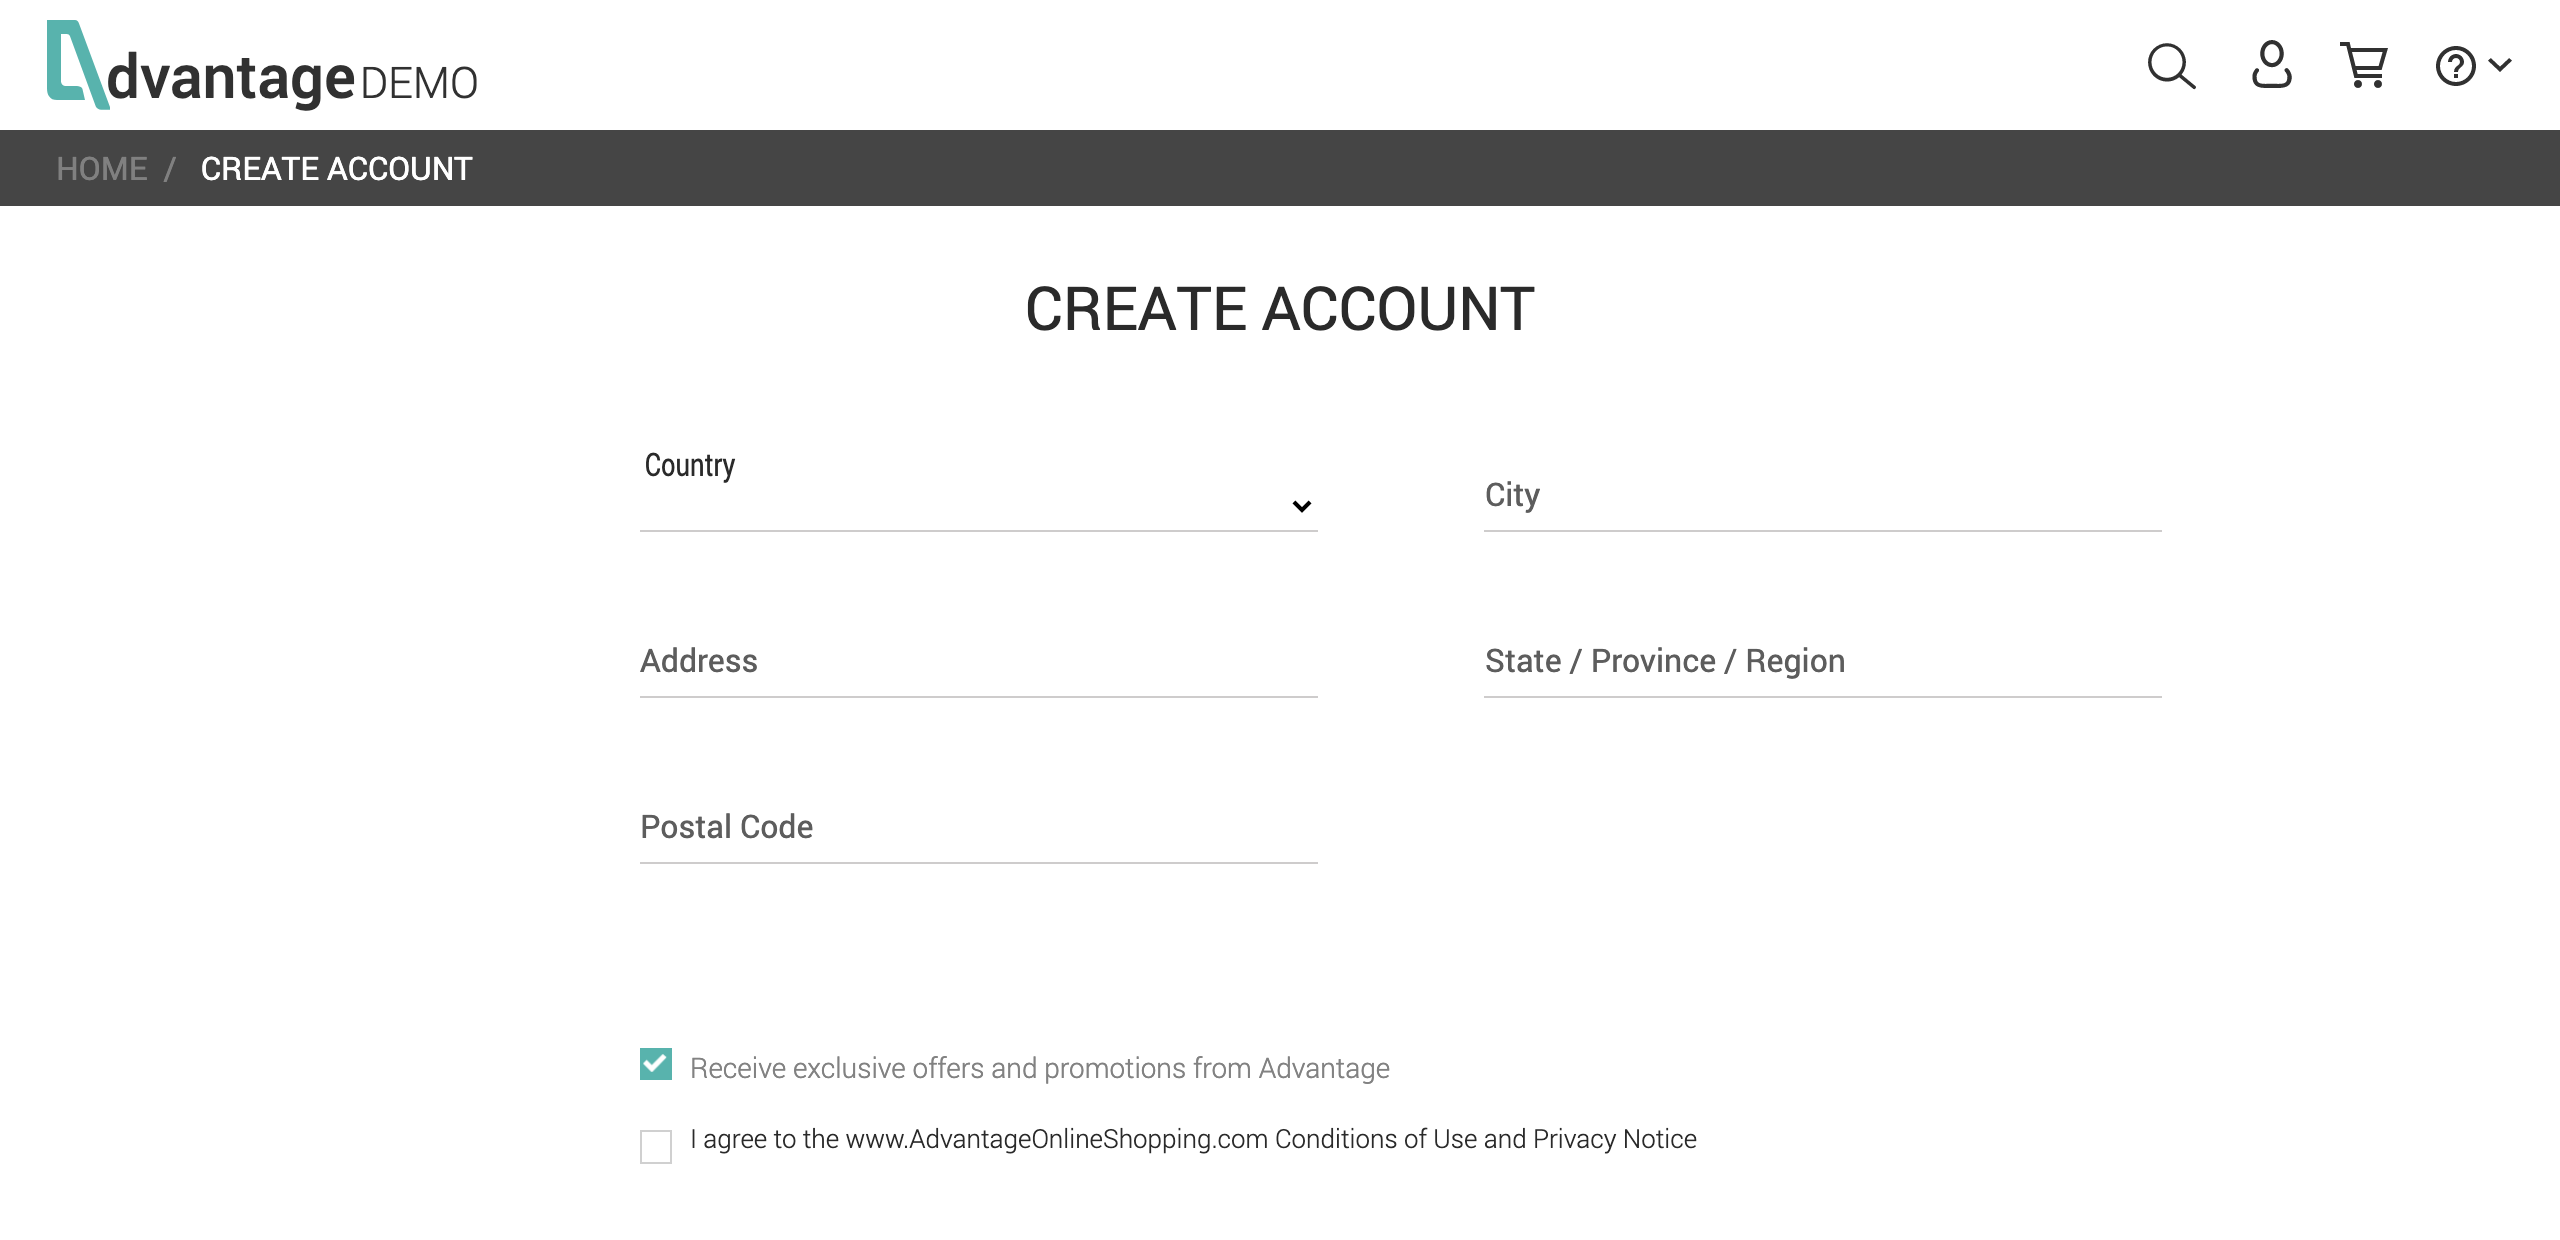 dvantage DEMO
HOME / CREATE ACCOUNT
CREATE ACCOUNT
Country
City
Address
State / Province / Region
Postal Code
Receive exclusive offers and promotions from Advantage
I agree to the www.AdvantageOnlineShopping.com Conditions of Use and Privacy Notice